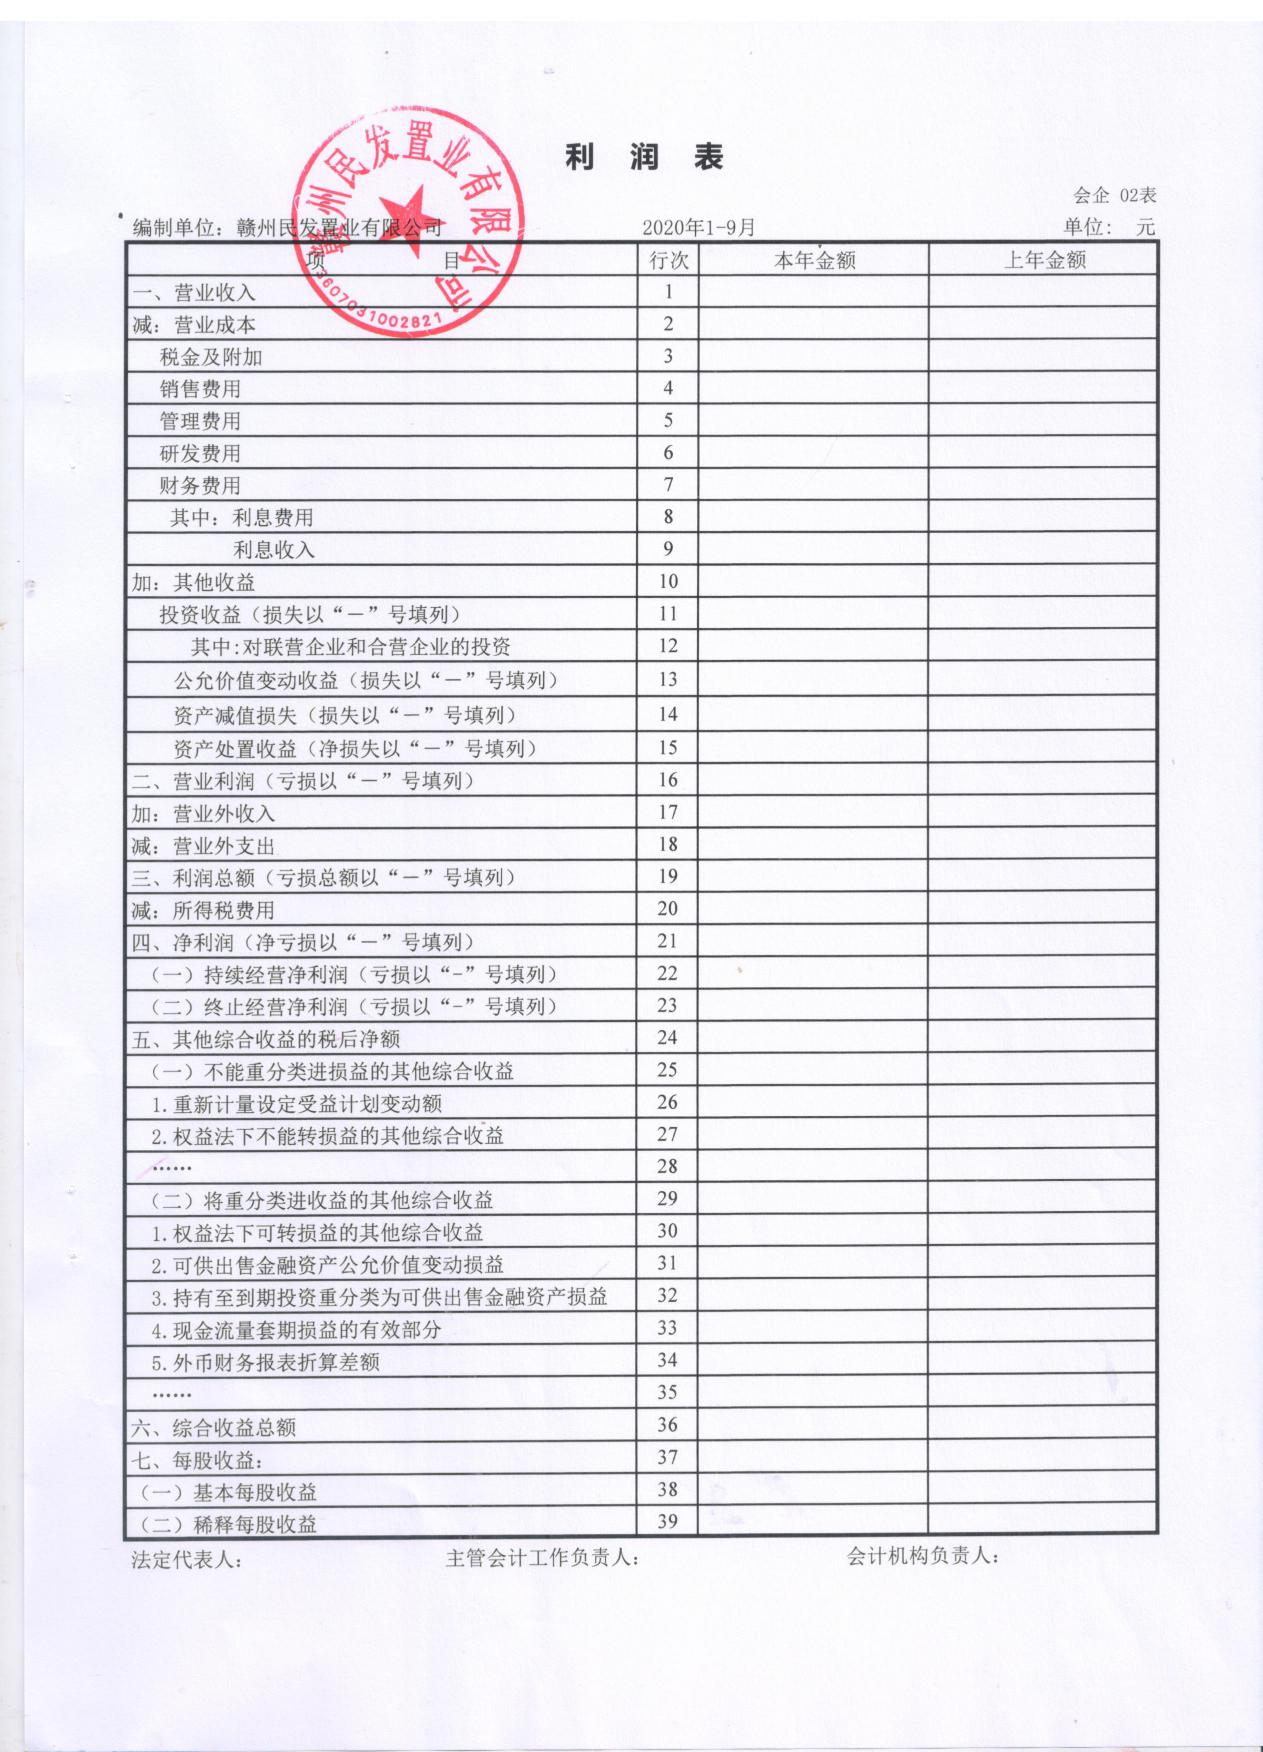 利 润 表
会企 02表
编制单位：赣州民发置业有限公司 2020年1-9月 单位： 元
赣州民发置业有限公司
3607031002821
项 目 行次 本年金额 上年金额
一、营业收入 1
减：营业成本 2
税金及附加 3
销售费用 4
管理费用 5
研发费用 6
财务费用 7
其中：利息费用 8
利息收入 9
加：其他收益 10
投资收益（损失以“－”号填列） 11
其中:对联营企业和合营企业的投资 12
公允价值变动收益（损失以“－”号填列） 13
资产减值损失（损失以“－”号填列） 14
资产处置收益（净损失以“－”号填列） 15
二、营业利润（亏损以“－”号填列） 16
加：营业外收入 17
减：营业外支出 18
三、利润总额（亏损总额以“－”号填列） 19
减：所得税费用 20
四、净利润（净亏损以“－”号填列） 21
（一）持续经营净利润（亏损以“-”号填列） 22
（二）终止经营净利润（亏损以“-”号填列） 23
五、其他综合收益的税后净额 24
（一）不能重分类进损益的其他综合收益 25
1.重新计量设定受益计划变动额 26
2.权益法下不能转损益的其他综合收益 27
…… 28
（二）将重分类进收益的其他综合收益 29
1.权益法下可转损益的其他综合收益 30
2.可供出售金融资产公允价值变动损益 31
3.持有至到期投资重分类为可供出售金融资产损益 32
4.现金流量套期损益的有效部分 33
5.外币财务报表折算差额 34
…… 35
六、综合收益总额 36
七、每股收益： 37
（一）基本每股收益 38
（二）稀释每股收益 39
法定代表人： 主管会计工作负责人： 会计机构负责人：